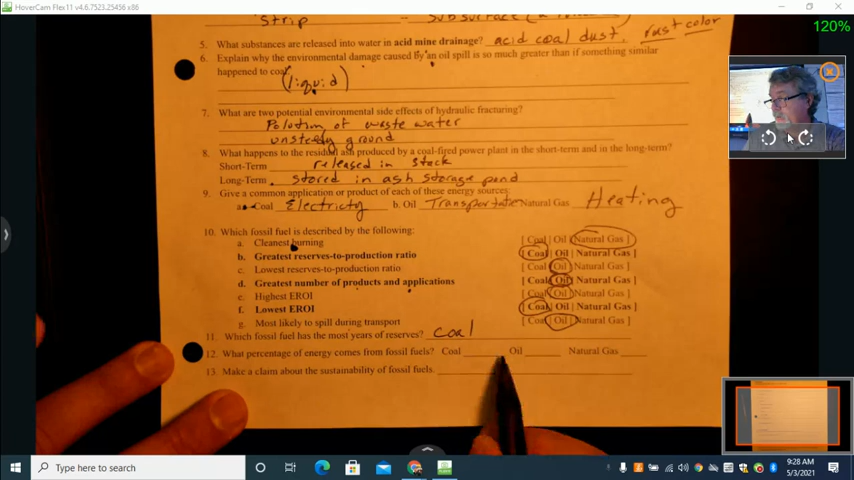 HoverCam Flex11 v4.6.7523.25456 x86
120%
Strip
5. What substances are released into water in acid mine drainage? acid coal dust, rust color
6. Explain why the environmental damage caused by an oil spill is so much greater than if something similar
happened to coal.
(liquid)
7. What are two potential environmental side effects of hydraulic fracturing?
Polution of waste water
unsteady ground
8. What happens to the residual ash produced by a coal-fired power plant in the short-term and in the long-term?
Short-Term released in stack
Long-Term stored in ash storage pond
9. Give a common application or product of each of these energy sources:
a. Coal Electricty b. Oil Transportation Natural Gas Heating
10. Which fossil fuel is described by the following:
a. Cleanest burning [ Coal | Oil | Natural Gas ]
b. Greatest reserves-to-production ratio [ Coal | Oil | Natural Gas ]
c. Lowest reserves-to-production ratio [ Coal | Oil | Natural Gas ]
d. Greatest number of products and applications [ Coal | Oil | Natural Gas ]
e. Highest EROI [ Coal | Oil | Natural Gas ]
f. Lowest EROI [ Coal | Oil | Natural Gas ]
g. Most likely to spill during transport [ Coal | Oil | Natural Gas ]
11. Which fossil fuel has the most years of reserves? coal
12. What percentage of energy comes from fossil fuels? Coal ______ Oil ______ Natural Gas ______
13. Make a claim about the sustainability of fossil fuels.
Type here to search
9:28 AM
5/3/2021